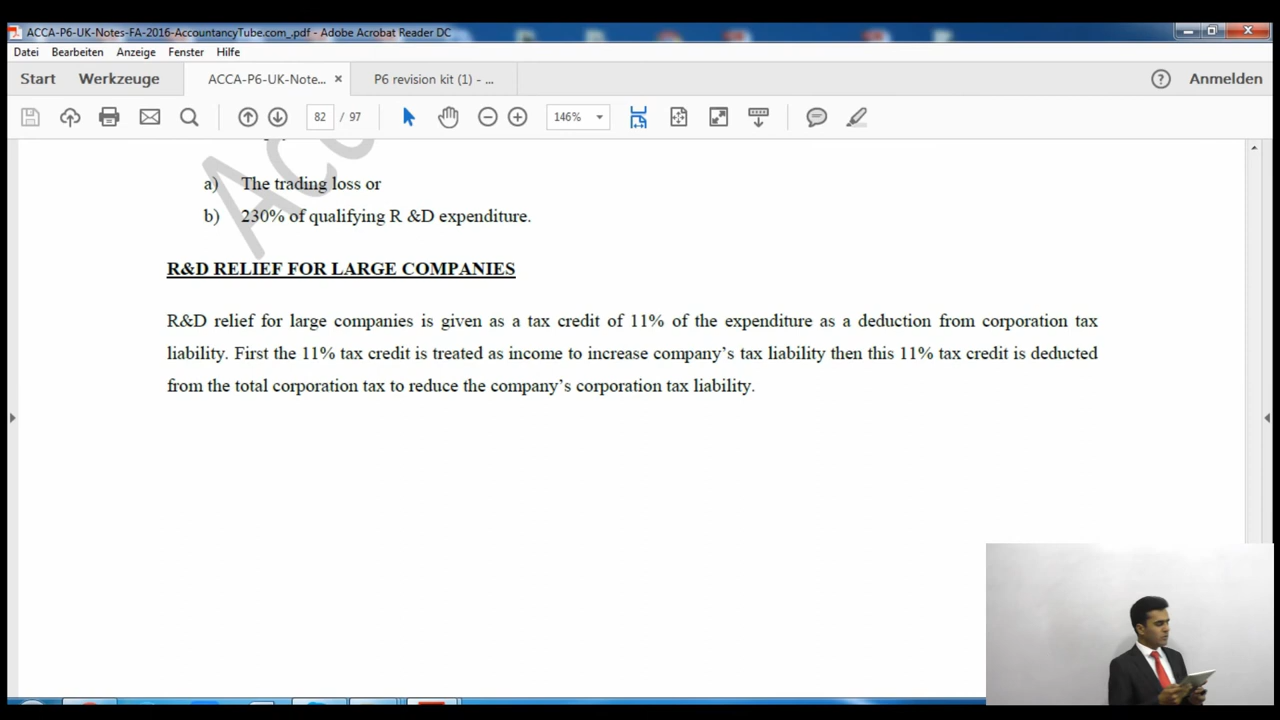 ACCA-P6-UK-Notes-FA-2016-AccountancyTube.com_.pdf - Adobe Acrobat Reader DC
Datei Bearbeiten Anzeige Fenster Hilfe
Start Werkzeuge ACCA-P6-UK-Note... × P6 revision kit (1) - ... Anmelden
82 / 97 146%
a) The trading loss or
b) 230% of qualifying R &D expenditure.
R&D RELIEF FOR LARGE COMPANIES
R&D relief for large companies is given as a tax credit of 11% of the expenditure as a deduction from corporation tax
liability. First the 11% tax credit is treated as income to increase company’s tax liability then this 11% tax credit is deducted
from the total corporation tax to reduce the company’s corporation tax liability.